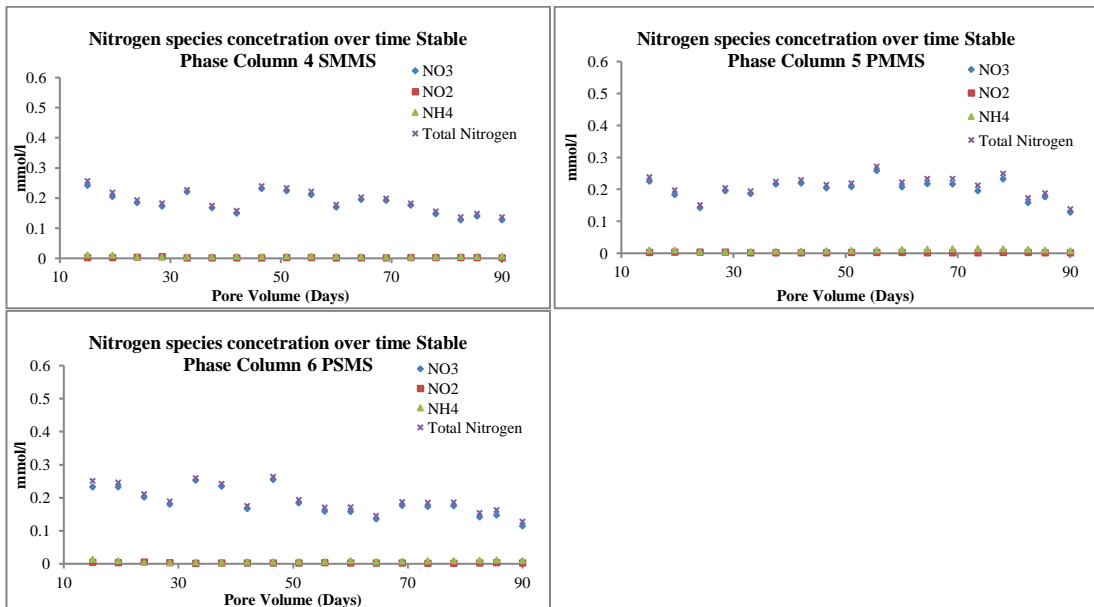 Nitrogen species concetration over time Stable
Phase Column 4 SMMS
NO3
NO2
NH4
Total Nitrogen
mmol/l
0.6
0.5
0.4
0.3
0.2
0.1
0
10 30 50 70 90
Pore Volume (Days)
Nitrogen species concetration over time Stable
Phase Column 5 PMMS
NO3
NO2
NH4
Total Nitrogen
mmol/l
0.6
0.5
0.4
0.3
0.2
0.1
0
10 30 50 70 90
Pore Volume (Days)
Nitrogen species concetration over time Stable
Phase Column 6 PSMS
NO3
NO2
NH4
Total Nitrogen
mmol/l
0.6
0.5
0.4
0.3
0.2
0.1
0
10 30 50 70 90
Pore Volume (Days)